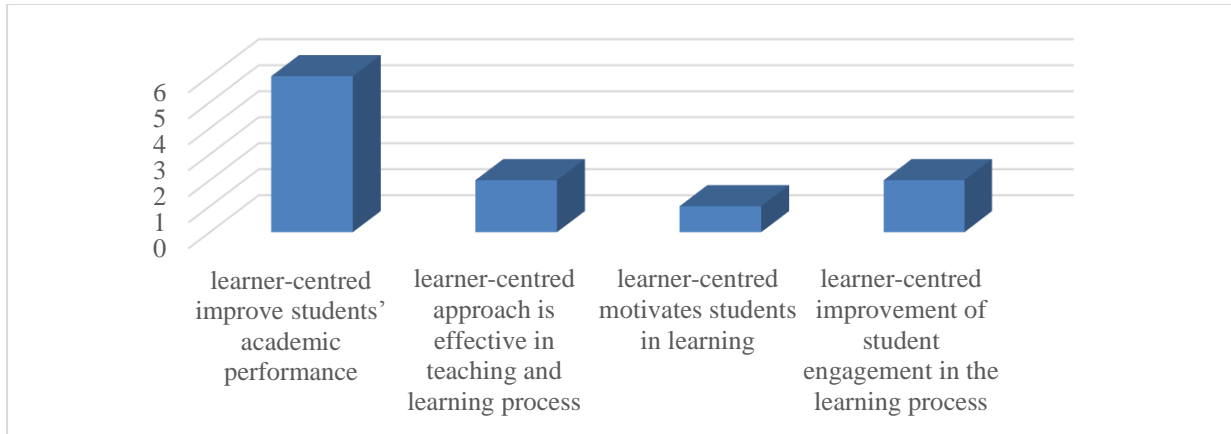 6
5
4
3
2
1
0
learner-centred
improve students’
academic
performance
learner-centred
approach is
effective in
teaching and
learning process
learner-centred
motivates students
in learning
learner-centred
improvement of
student
engagement in the
learning process